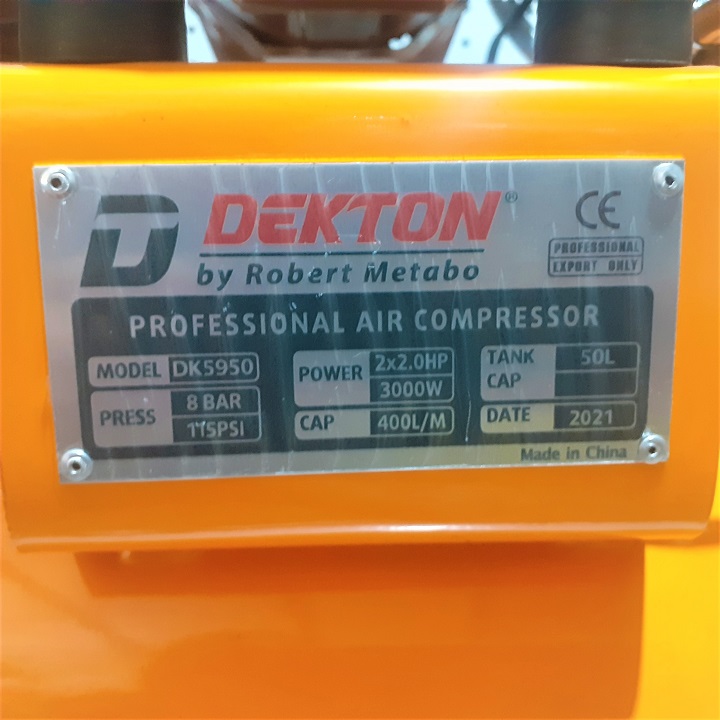 DEKTON®
by Robert Metabo
CE
PROFESSIONAL
EXPORT ONLY
PROFESSIONAL AIR COMPRESSOR
MODEL DK5950
PRESS 8 BAR
115PSI
POWER 2x2.0HP
3000W
CAP 400L/M
TANK CAP 50L
DATE 2021
Made in China